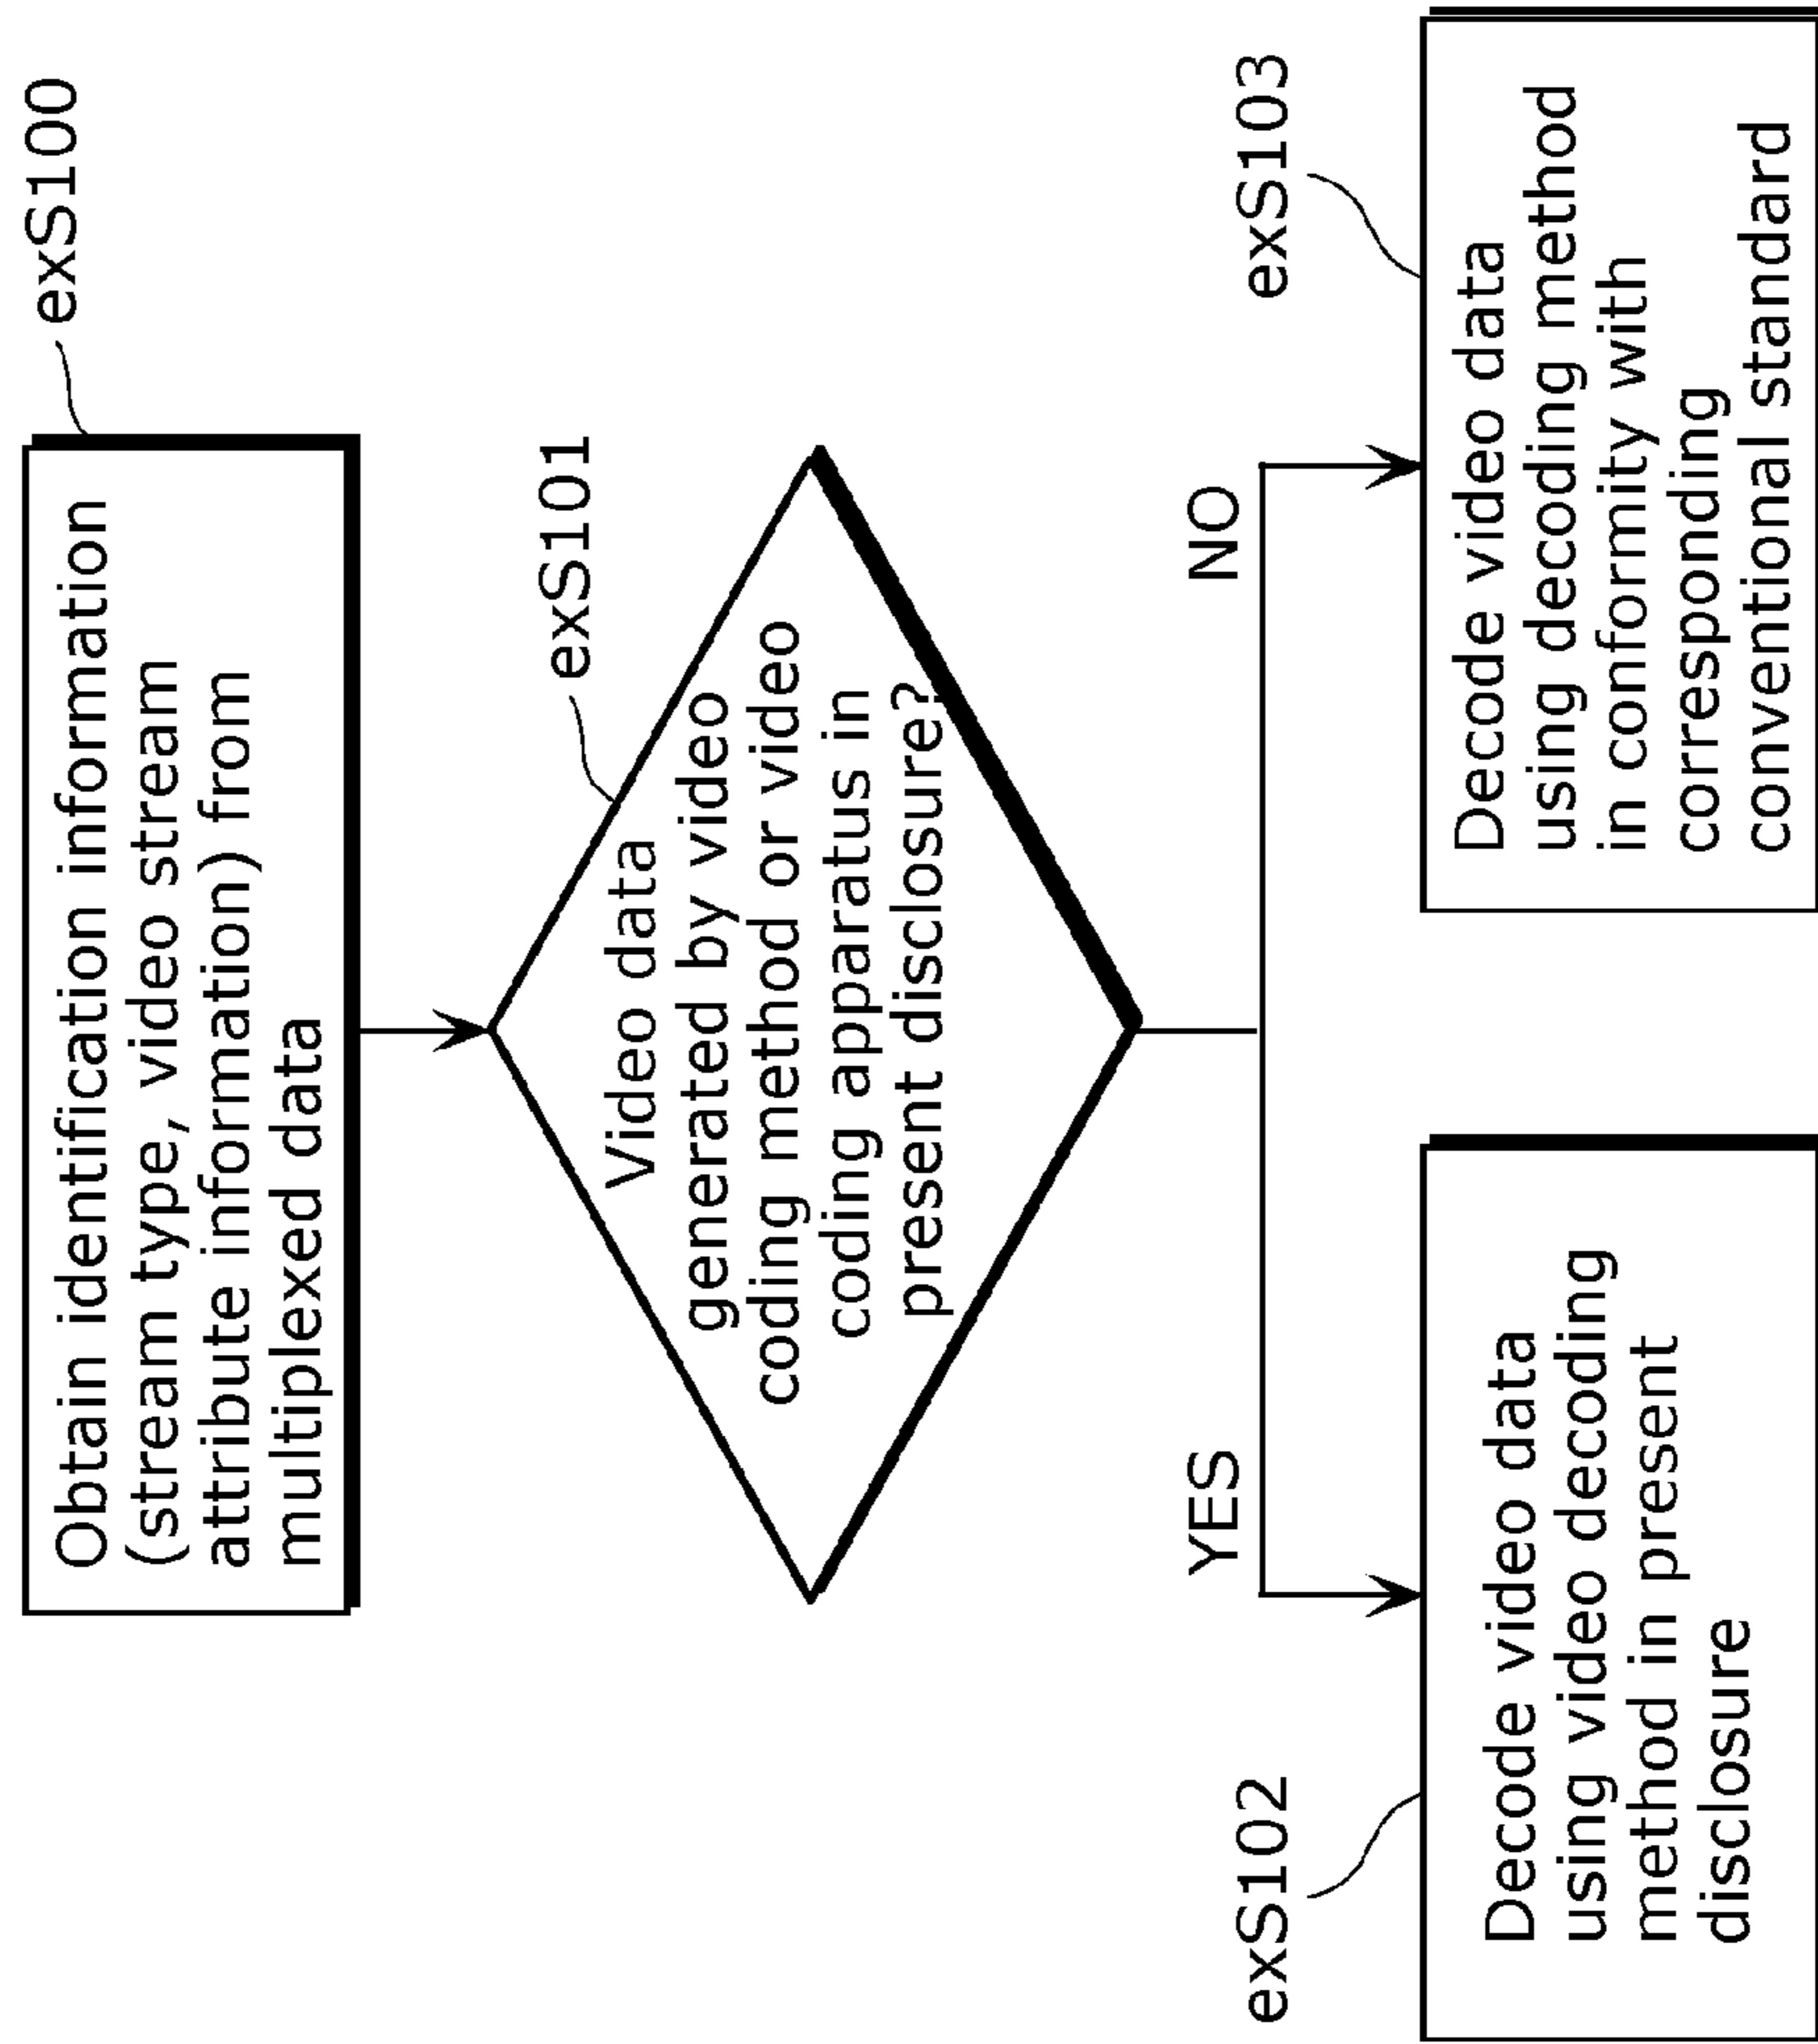 exS100
Obtain identification information
(stream type, video stream
attribute information) from
multiplexed data
exS101
Video data
generated by video
coding method or video
coding apparatus in
present disclosure?
YES
NO
exS102
Decode video data
using video decoding
method in present
disclosure
exS103
Decode video data
using decoding method
in conformity with
corresponding
conventional standard